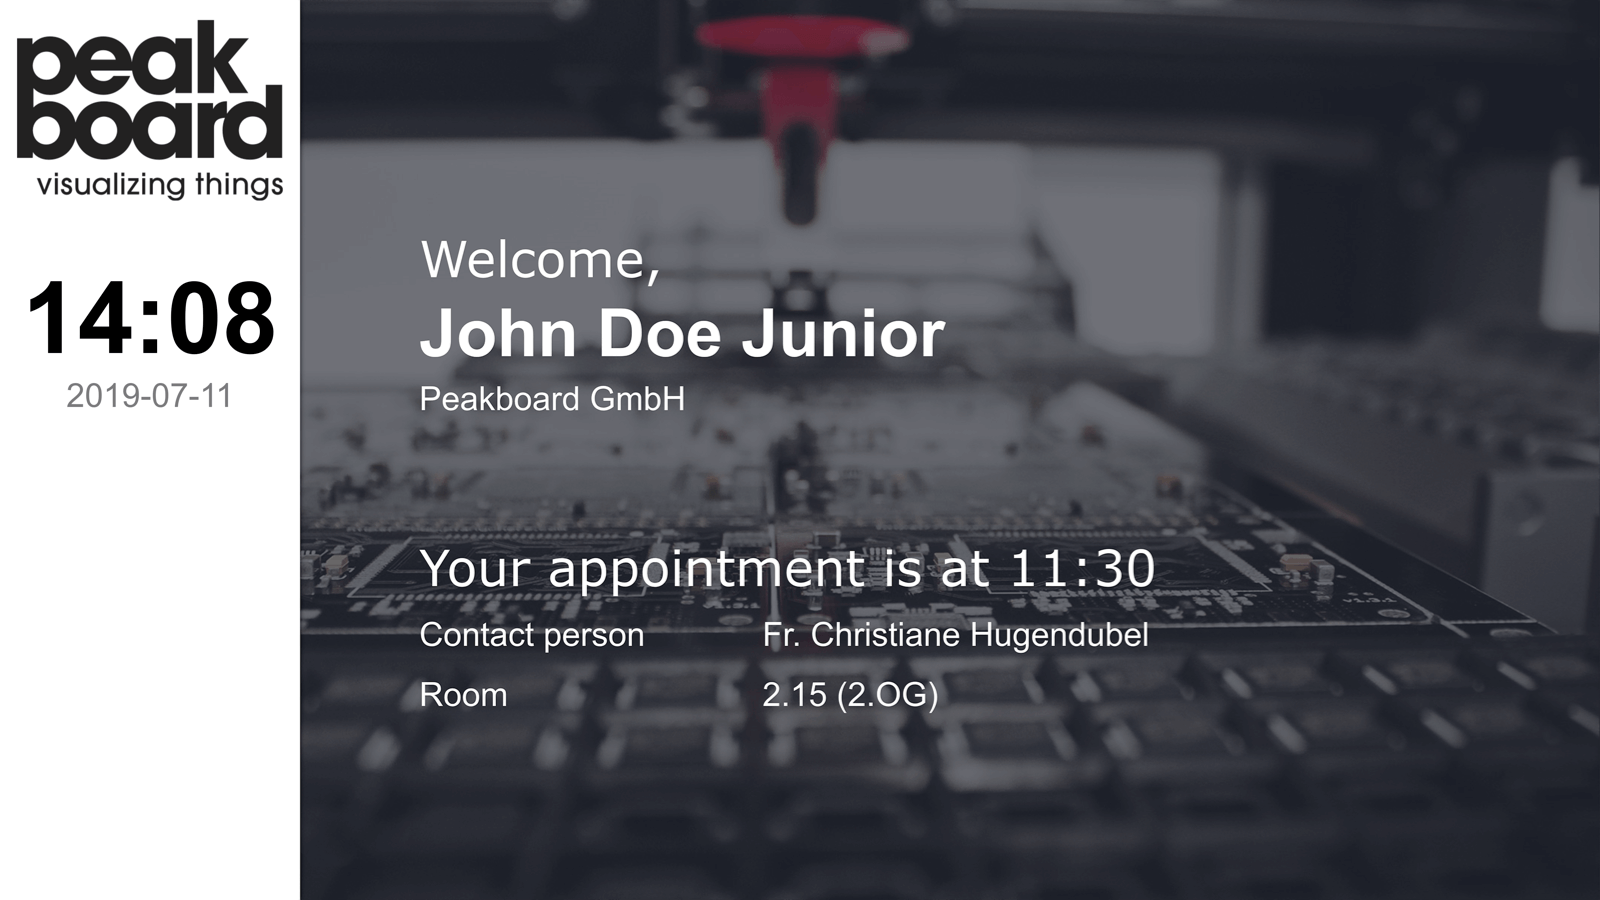 peak
board
visualizing things
14:08
2019-07-11
Welcome,
John Doe Junior
Peakboard GmbH
Your appointment is at 11:30
Contact person Fr. Christiane Hugendubel
Room 2.15 (2.OG)